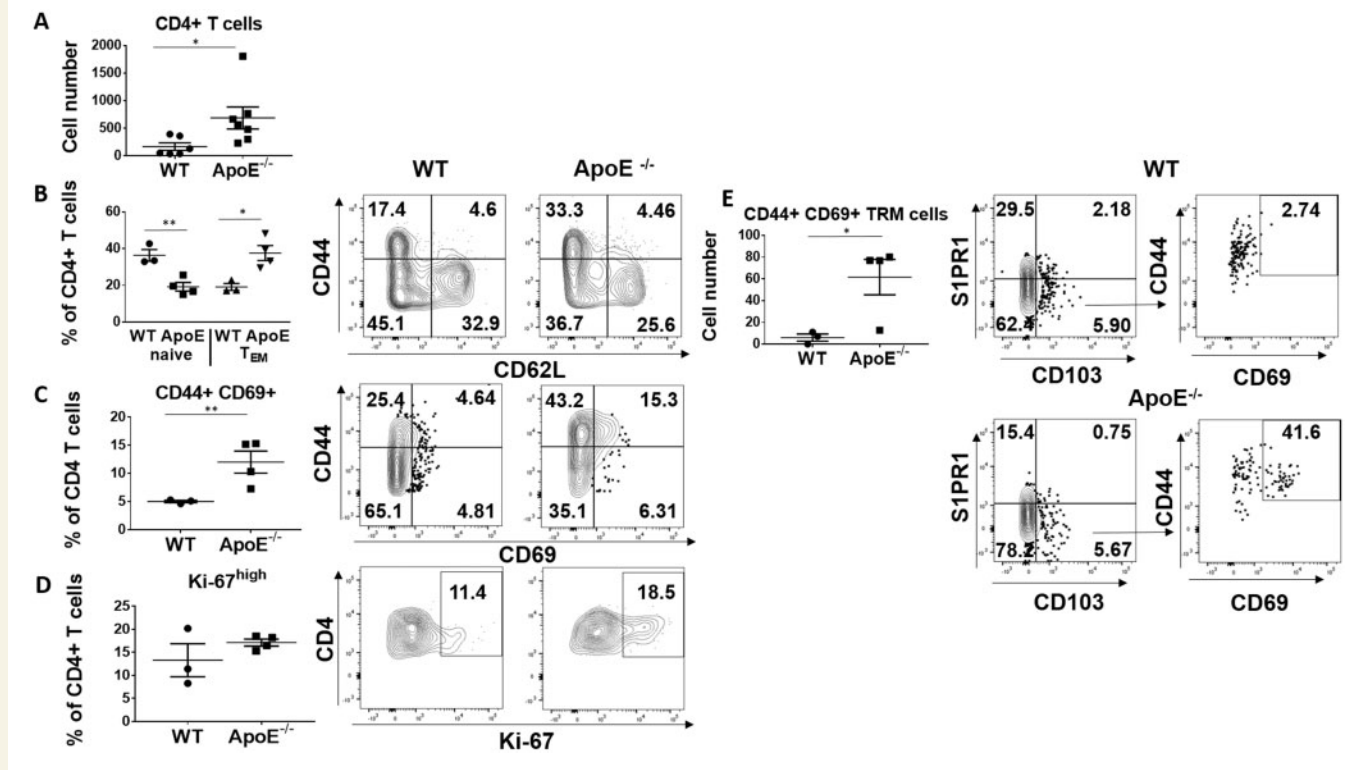 A
CD4+ T cells
*
Cell number
2000
1500
1000
500
0
WT ApoE-/-
B
% of CD4+ T cells
60
40
20
0
** *
WT ApoE WT ApoE
naive TEM
WT ApoE -/-
CD44
17.4 4.6
45.1 32.9
33.3 4.46
36.7 25.6
CD62L
C
CD44+ CD69+
**
% of CD4 T cells
20
15
10
5
0
WT ApoE-/-
CD44
25.4 4.64
65.1 4.81
43.2 15.3
35.1 6.31
CD69
D
Ki-67high
% of CD4+ T cells
25
20
15
10
5
0
WT ApoE-/-
CD4
11.4
18.5
Ki-67
E
CD44+ CD69+ TRM cells
*
Cell number
100
80
60
40
20
0
WT ApoE-/-
WT
S1PR1
29.5 2.18
62.4 5.90
CD103
CD44
2.74
CD69
ApoE-/-
S1PR1
15.4 0.75
78.2 5.67
CD103
CD44
41.6
CD69